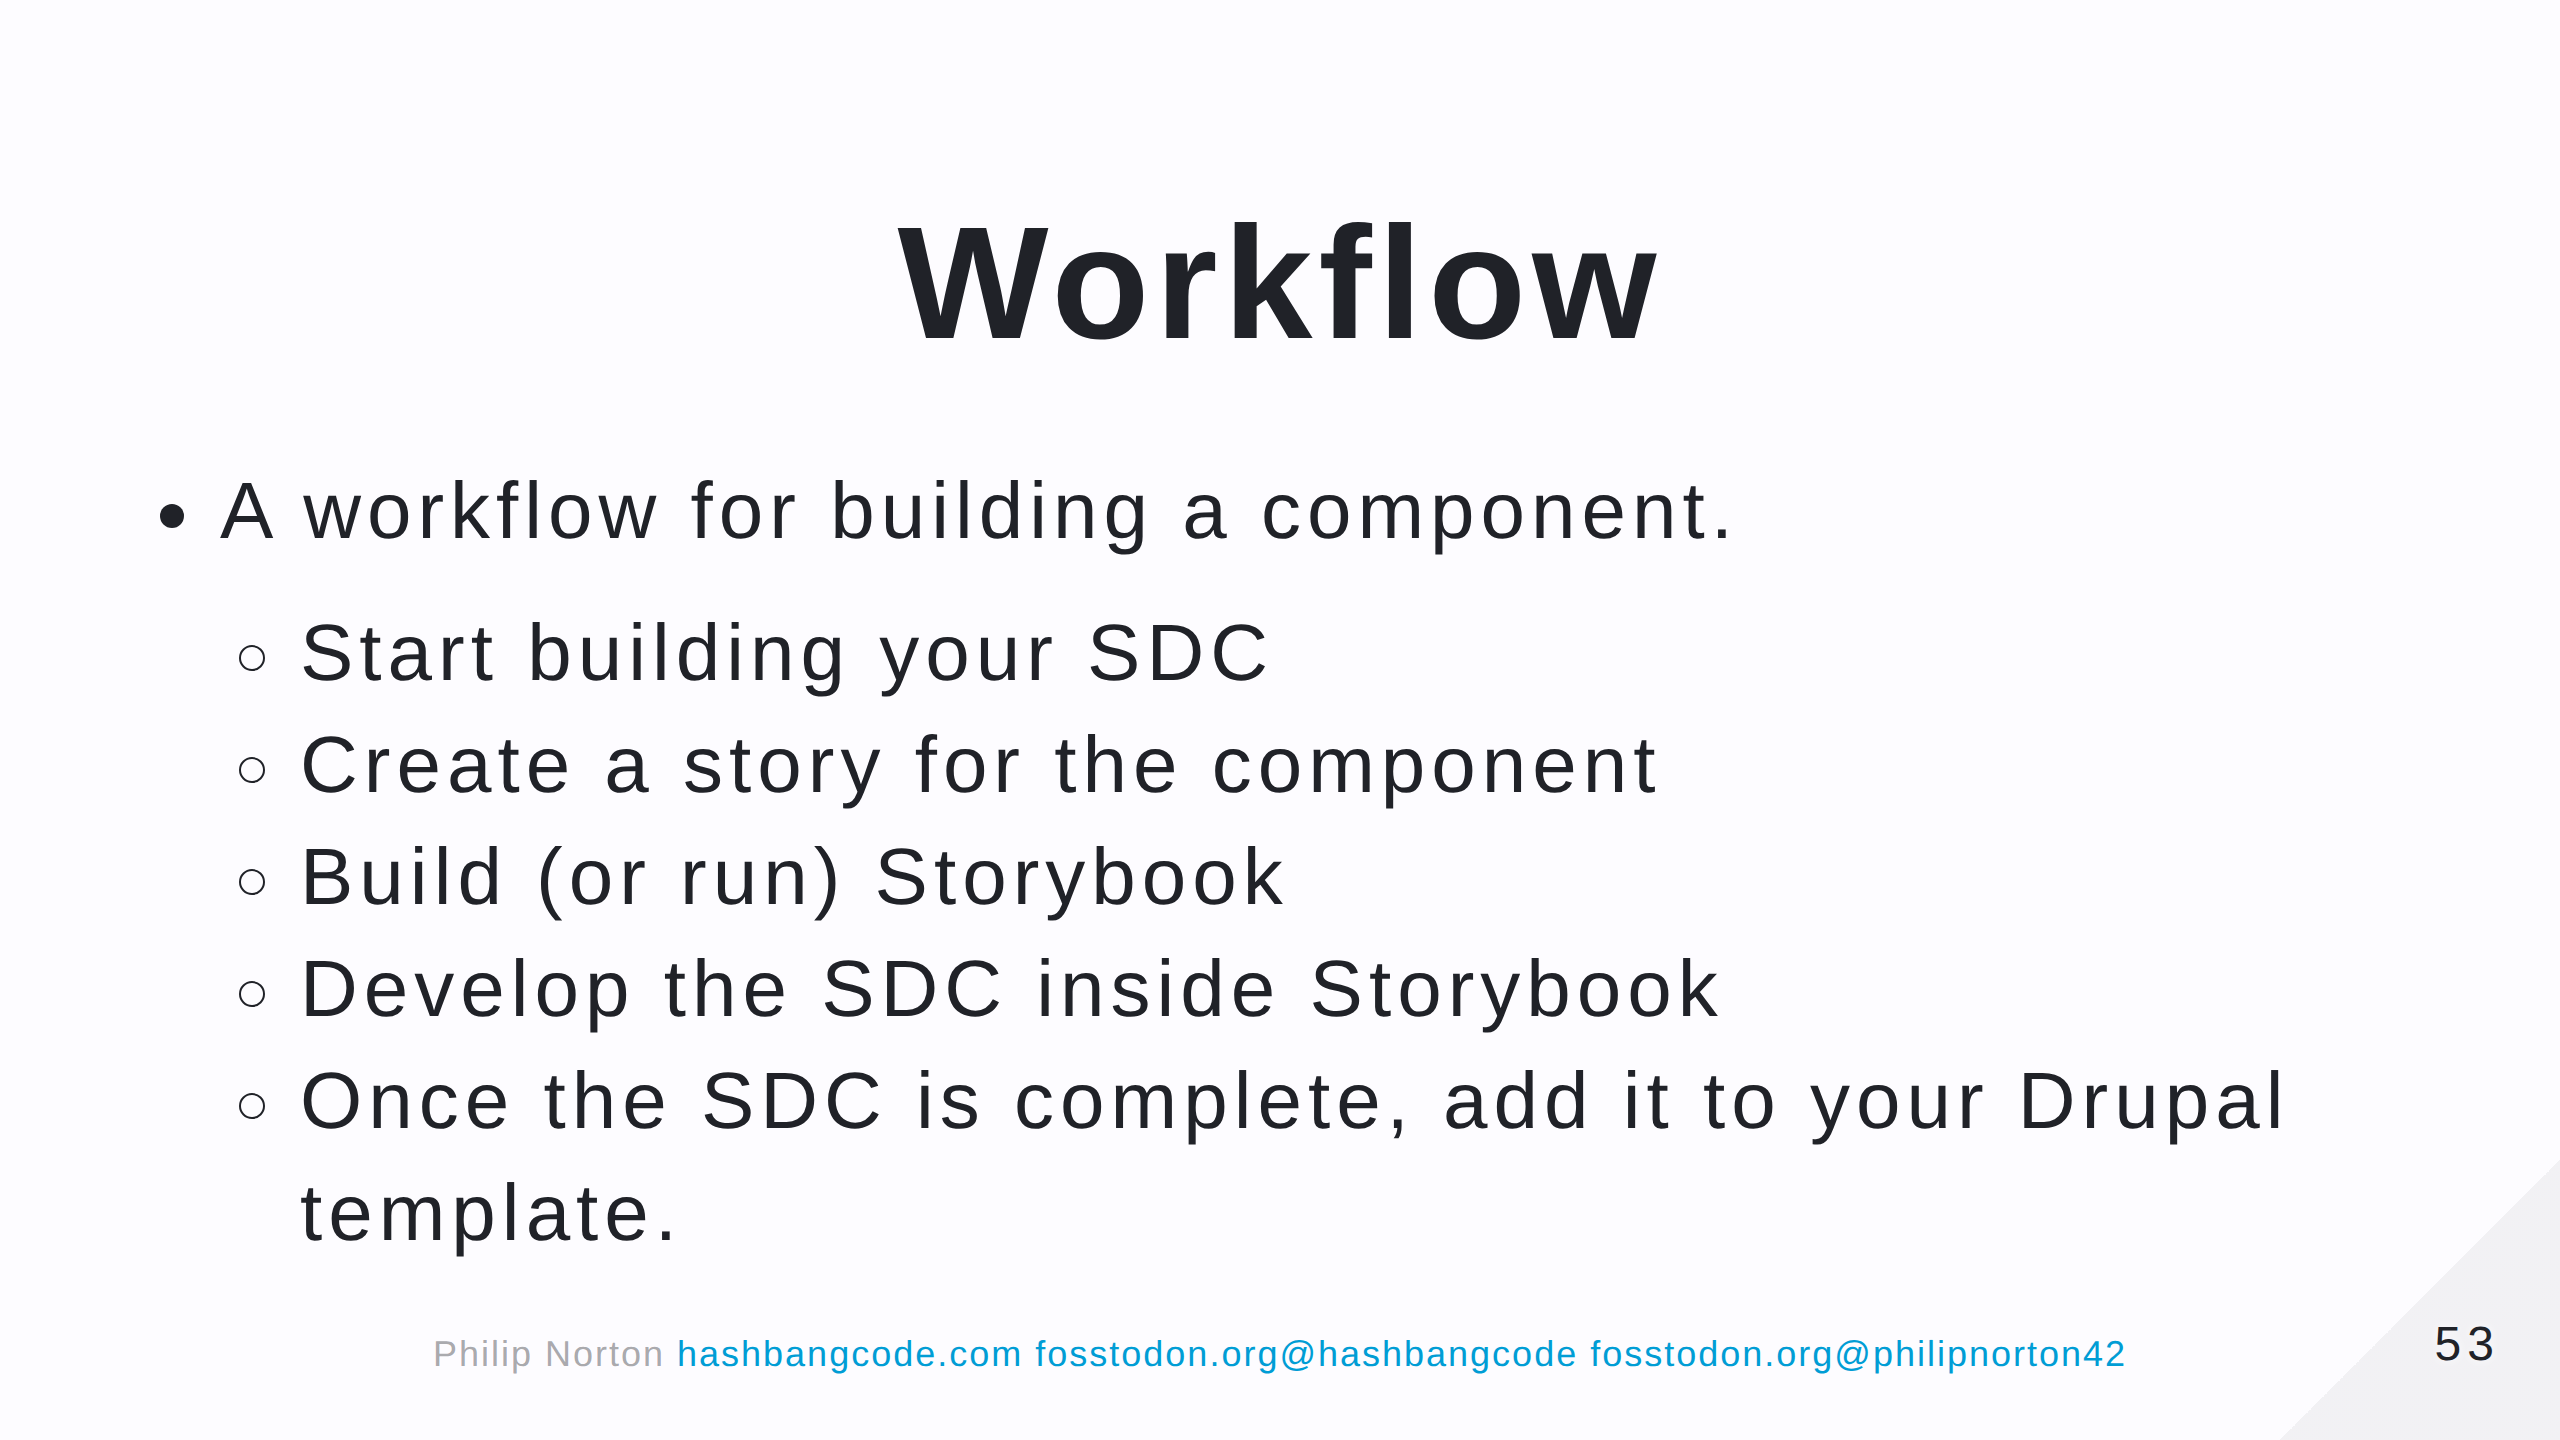 Workflow
• A workflow for building a component.
○ Start building your SDC
○ Create a story for the component
○ Build (or run) Storybook
○ Develop the SDC inside Storybook
○ Once the SDC is complete, add it to your Drupal
template.
Philip Norton hashbangcode.com fosstodon.org@hashbangcode fosstodon.org@philipnorton42
53